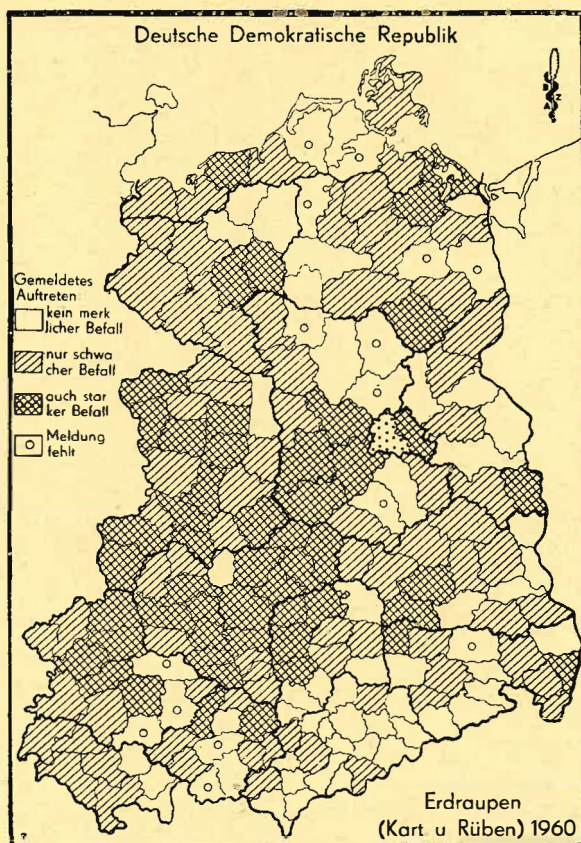 Deutsche Demokratische Republik
B
Z
A
Gemeldetes
Auftreten
kein merk
licher Befall
nur schwa
cher Befall
auch star
ker Befall
Meldung
fehlt
Erdraupen
(Kart u Rüben) 1960
?